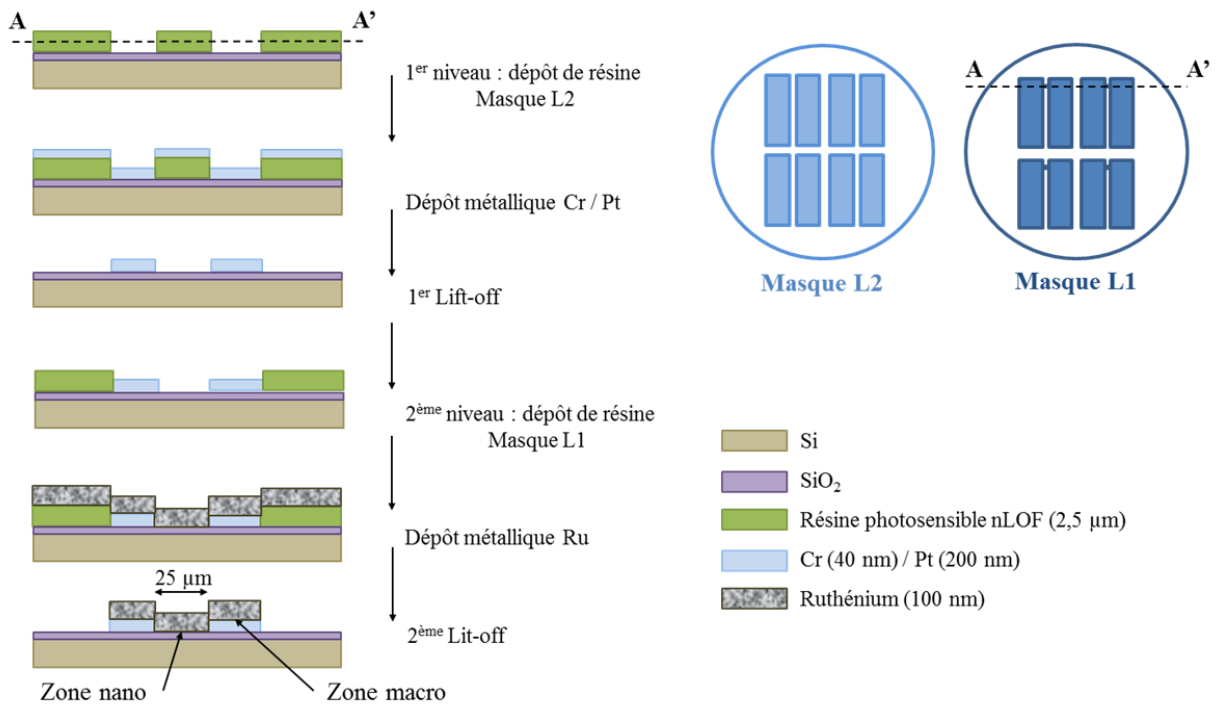 A A'
1er niveau : dépôt de résine
Masque L2
Dépôt métallique Cr / Pt
1er Lift-off
2ème niveau : dépôt de résine
Masque L1
Dépôt métallique Ru
25 µm
2ème Lit-off
Zone nano Zone macro
A A'
Masque L2 Masque L1
Si
SiO2
Résine photosensible nLOF (2,5 µm)
Cr (40 nm) / Pt (200 nm)
Ruthénium (100 nm)